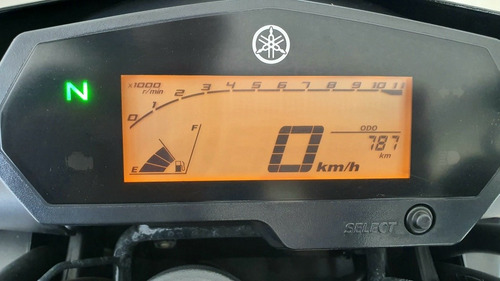 x1000
r/min
0 1 2 3 4 5 6 7 8 9 10 11
N
F
E
0 km/h
ODO
787
km
SELECT